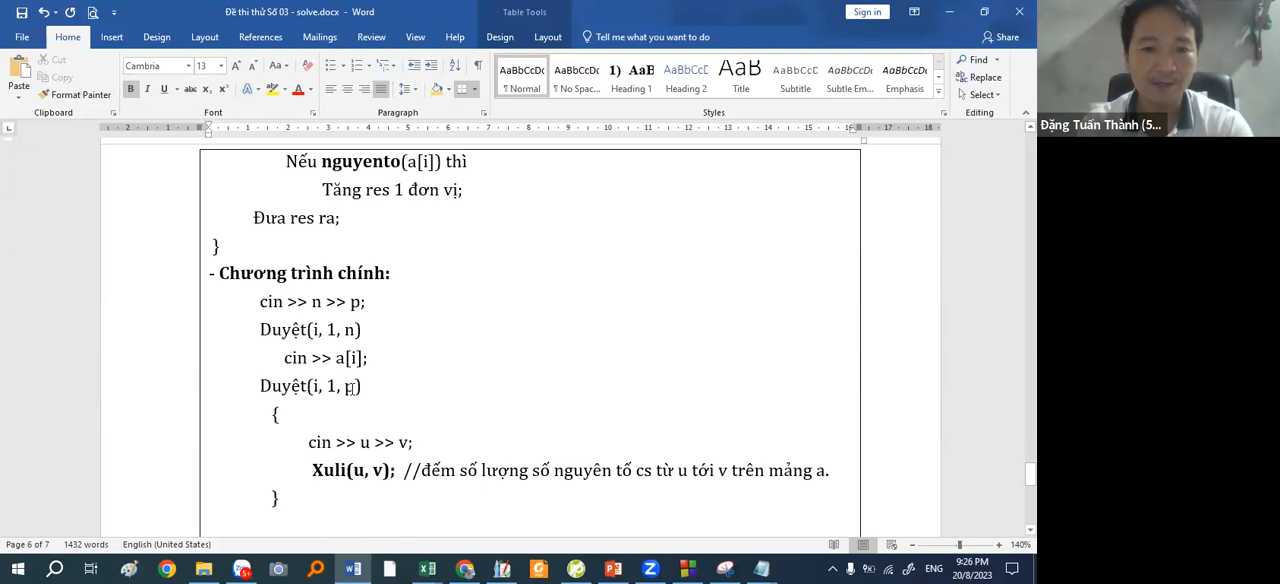 Đề thi thử Số 03 - solve.docx - Word
Table Tools
Sign in
File Home Insert Design Layout References Mailings Review View Help Design Layout Tell me what you want to do Share
Paste
Cut
Copy
Format Painter
Clipboard
Cambria 13
Font
Paragraph
AaBbCcDc AaBbCcDc 1) AaB AaBbCcD AaB AaBbCcD AaBbCcDc AaBbCcDc
¶ Normal ¶ No Spac... Heading 1 Heading 2 Title Subtitle Subtle Em... Emphasis
Styles
Find
Replace
Select
Editing
Đặng Tuấn Thành (5...
Nếu nguyento(a[i]) thì
Tăng res 1 đơn vị;
Đưa res ra;
}
- Chương trình chính:
cin >> n >> p;
Duyệt(i, 1, n)
cin >> a[i];
Duyệt(i, 1, p)
{
cin >> u >> v;
Xuli(u, v); //đếm số lượng số nguyên tố cs từ u tới v trên mảng a.
}
Page 6 of 7 1432 words English (United States) 140%
ENG 9:26 PM
20/8/2023